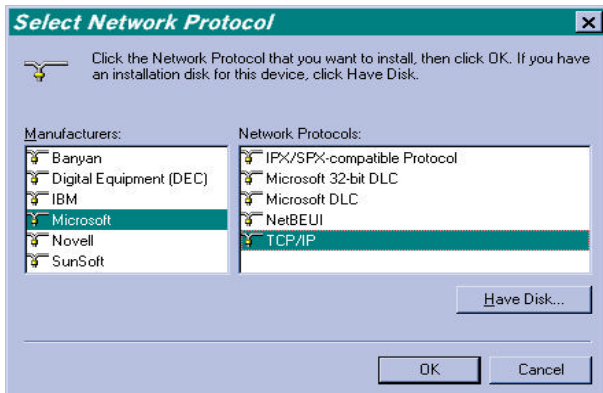 Select Network Protocol
Click the Network Protocol that you want to install, then click OK. If you have
an installation disk for this device, click Have Disk.
Manufacturers:
Banyan
Digital Equipment (DEC)
IBM
Microsoft
Novell
SunSoft
Network Protocols:
IPX/SPX-compatible Protocol
Microsoft 32-bit DLC
Microsoft DLC
NetBEUI
TCP/IP
Have Disk...
OK
Cancel